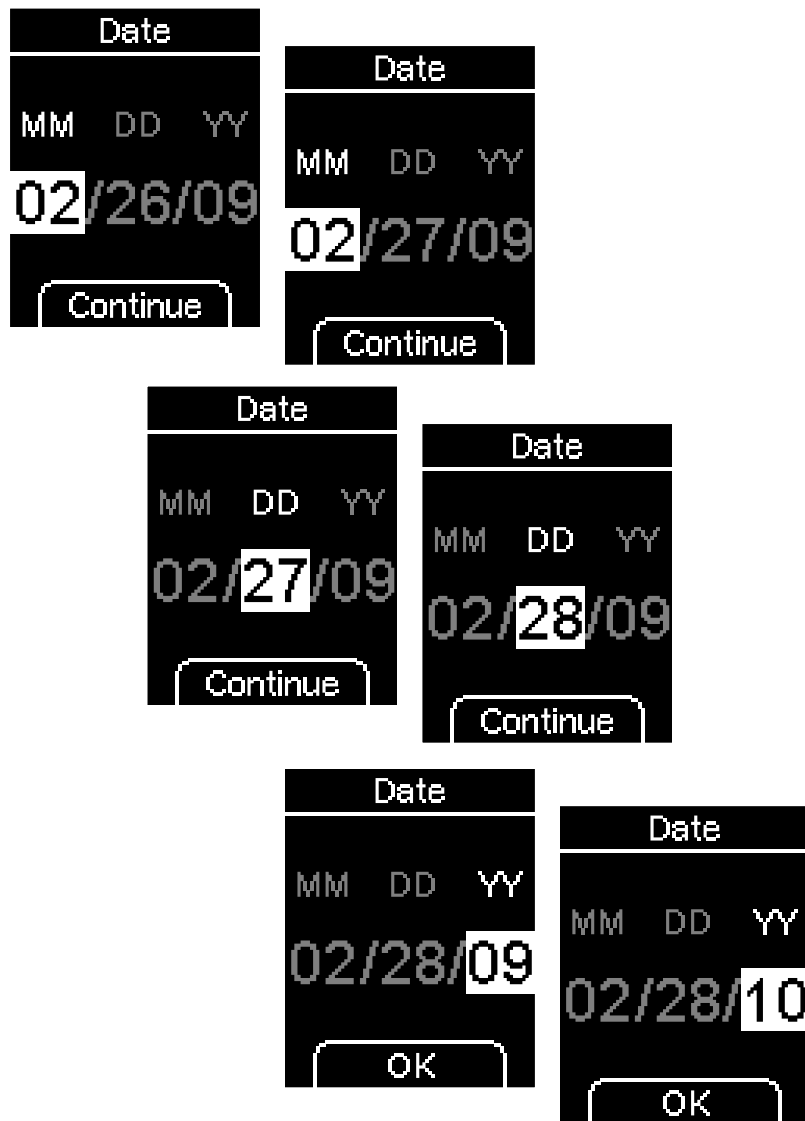 Date
MM DD YY
02/26/09
Continue
Date
MM DD YY
02/27/09
Continue
Date
MM DD YY
02/27/09
Continue
Date
MM DD YY
02/28/09
Continue
Date
MM DD YY
02/28/09
OK
Date
MM DD YY
02/28/10
OK